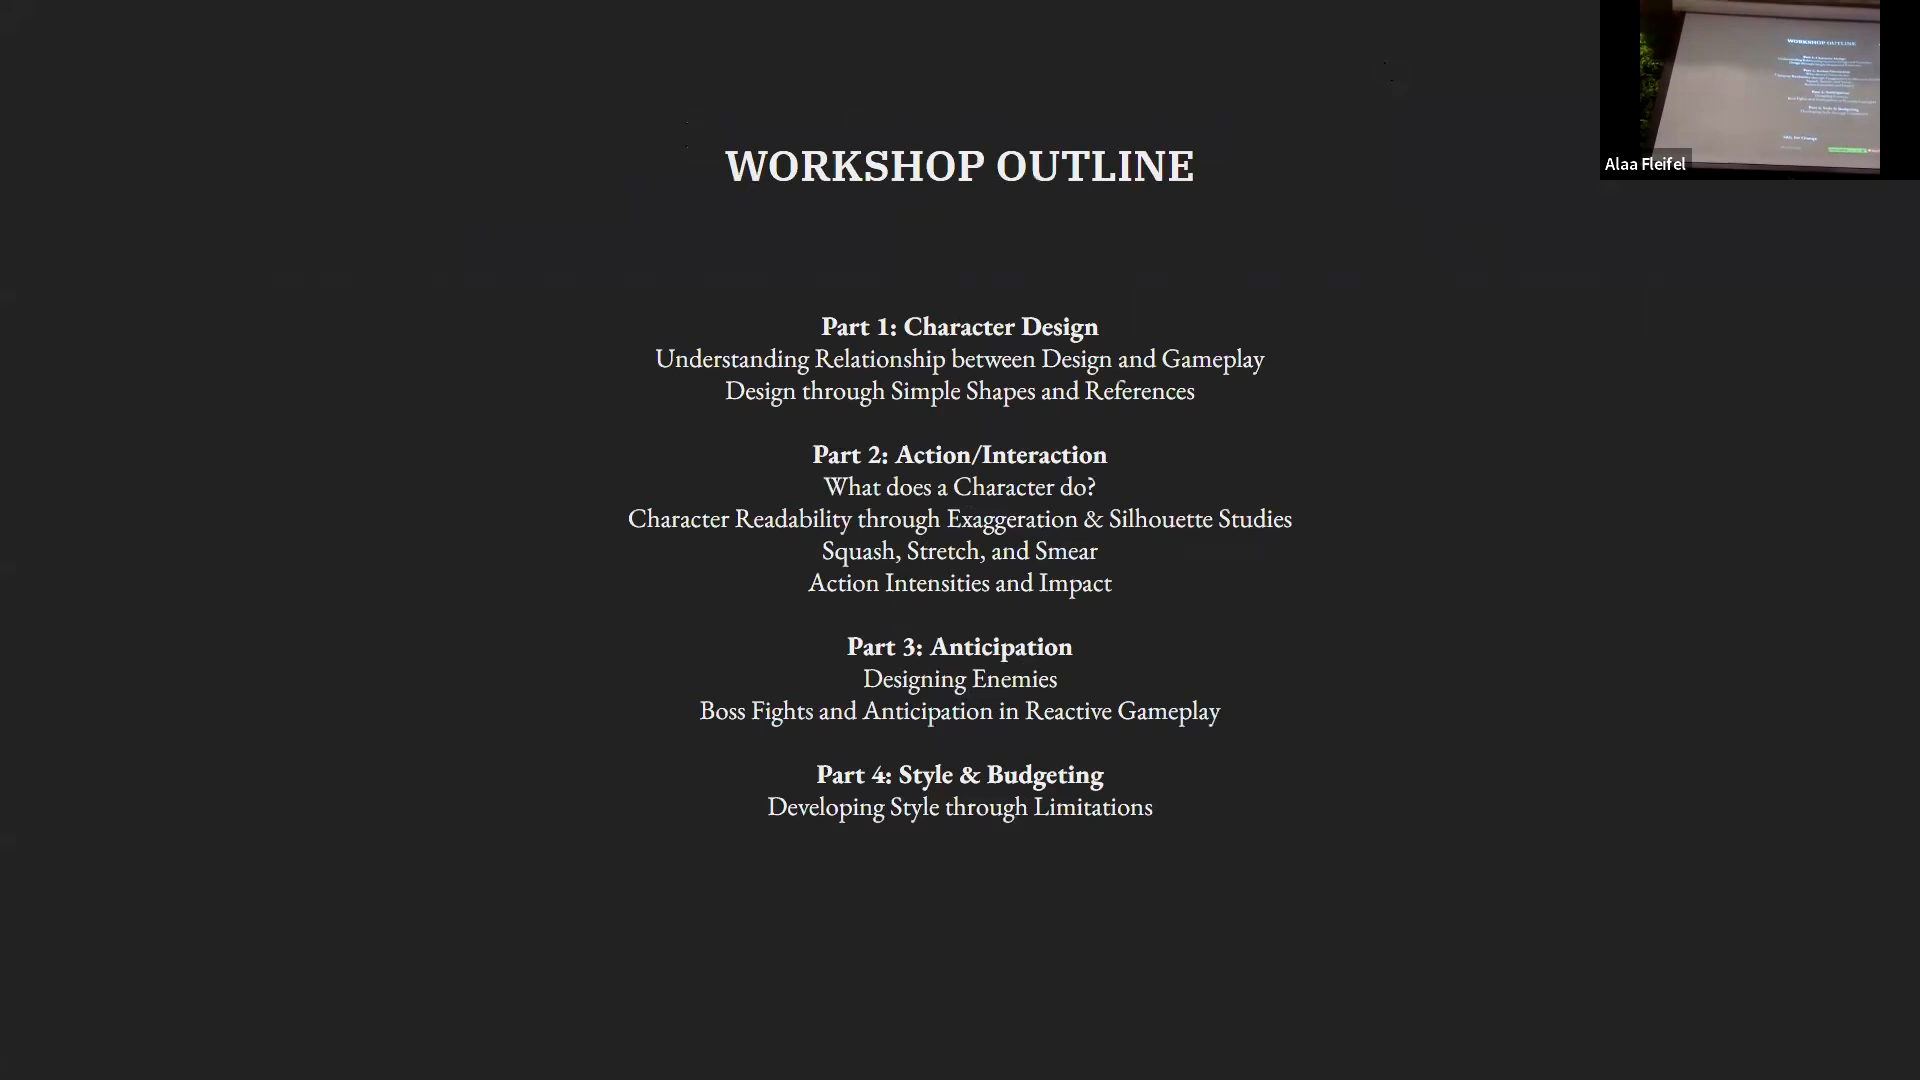 WORKSHOP OUTLINE
Part 1: Character Design
Understanding Relationship between Design and Gameplay
Design through Simple Shapes and References
Part 2: Action/Interaction
What does a Character do?
Character Readability through Exaggeration & Silhouette Studies
Squash, Stretch, and Smear
Action Intensities and Impact
Part 3: Anticipation
Designing Enemies
Boss Fights and Anticipation in Reactive Gameplay
Part 4: Style & Budgeting
Developing Style through Limitations
WORKSHOP OUTLINE
Alaa Fleifel